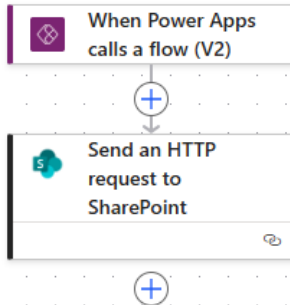 When Power Apps
calls a flow (V2)
Send an HTTP
request to
SharePoint